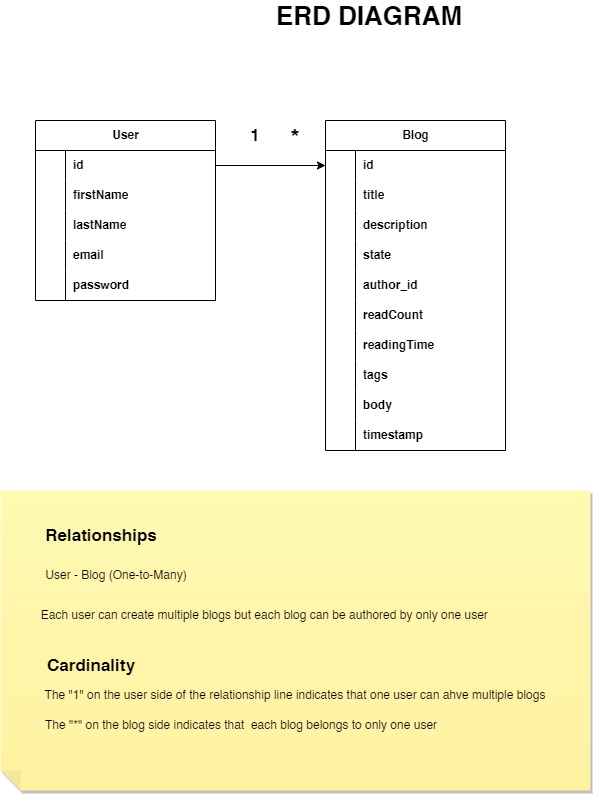 ERD DIAGRAM
User
1
*
Blog
id
firstName
lastName
email
password
id
title
description
state
author_id
readCount
readingTime
tags
body
timestamp
Relationships
User - Blog (One-to-Many)
Each user can create multiple blogs but each blog can be authored by only one user
Cardinality
The "1" on the user side of the relationship line indicates that one user can ahve multiple blogs
The "*" on the blog side indicates that  each blog belongs to only one user